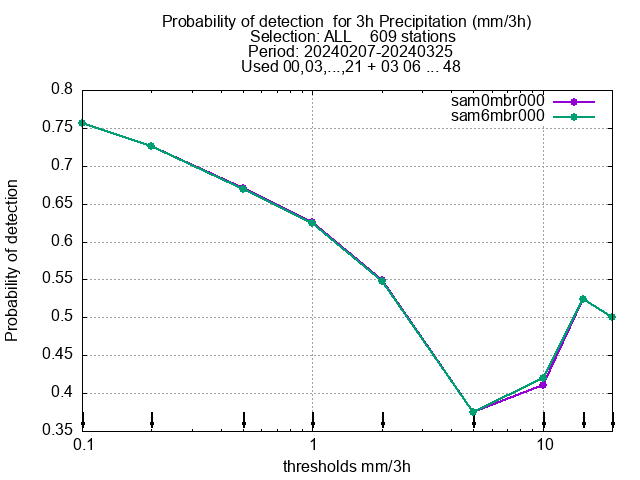 Probability of detection  for 3h Precipitation (mm/3h)
Selection: ALL    609 stations
Period: 20240207-20240325
Used 00,03,...,21 + 03 06 ... 48
sam0mbr000
sam6mbr000
0.8
0.75
0.7
0.65
0.6
0.55
0.5
0.45
0.4
0.35
Probability of detection
0.1
1
10
thresholds mm/3h